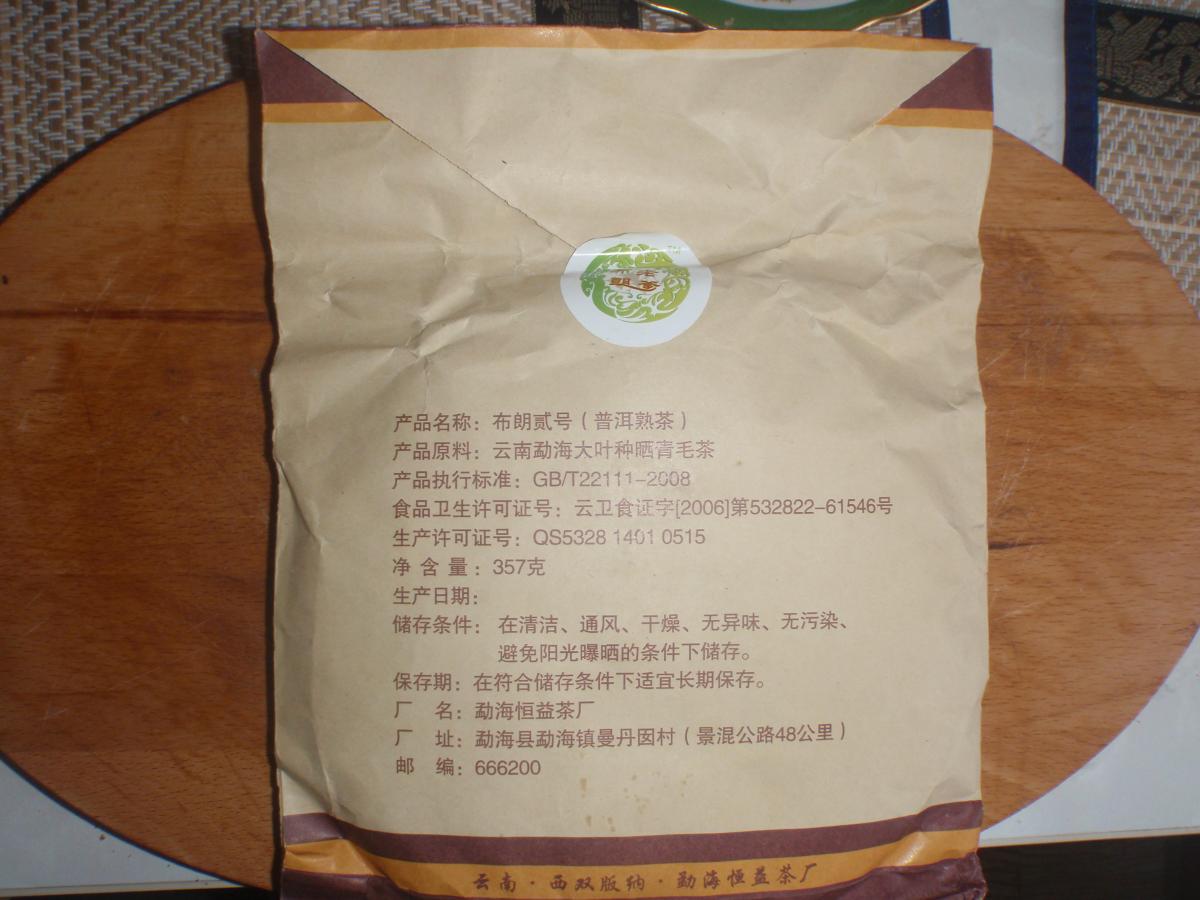 TM
产品名称：布朗贰号（普洱熟茶）
产品原料：云南勐海大叶种晒青毛茶
产品执行标准：GB/T22111-2008
食品卫生许可证号：云卫食证字[2006]第532822-61546号
生产许可证号：QS5328 1401 0515
净 含 量：357克
生产日期：
储存条件：在清洁、通风、干燥、无异味、无污染、
避免阳光曝晒的条件下储存。
保存期：在符合储存条件下适宜长期保存。
厂　名：勐海恒益茶厂
厂　址：勐海县勐海镇曼丹囡村（景混公路48公里）
邮　编：666200
云南·西双版纳·勐海恒益茶厂